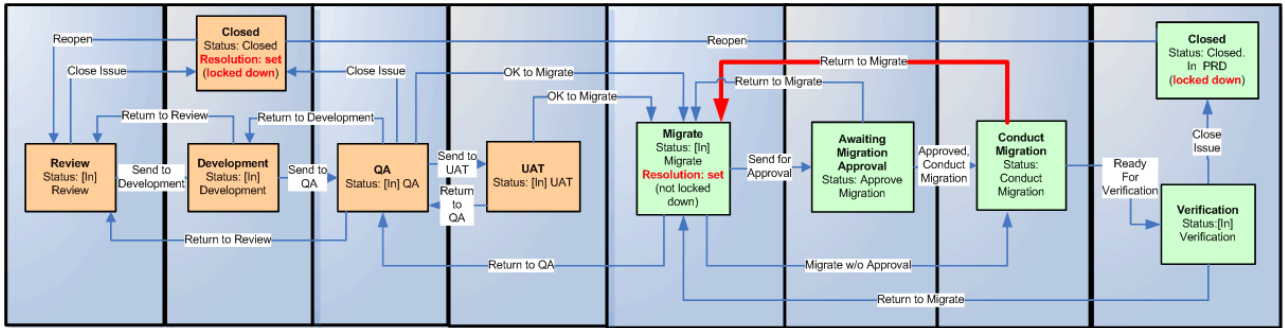 Reopen
Closed
Status: Closed
Resolution: set
(locked down)
Reopen
Closed
Status: Closed.
In PRD
(locked down)
Close Issue
Close Issue
OK to Migrate
Return to Migrate
Return to Migrate
OK to Migrate
Return to Review
Return to Development
Review
Status: [In]
Review
Send to
Development
Development
Status: [In]
Development
Send to
QA
QA
Status: [In] QA
Send to
UAT
Return
to
QA
UAT
Status: [In] UAT
Migrate
Status: [In]
Migrate
Resolution: set
(not locked
down)
Send for
Approval
Awaiting
Migration
Approval
Status: Approve
Migration
Approved,
Conduct
Migration
Conduct
Migration
Status:
Conduct
Migration
Ready
For
Verification
Close
Issue
Verification
Status:[In]
Verification
Return to Review
Return to QA
Migrate w/o Approval
Return to Migrate